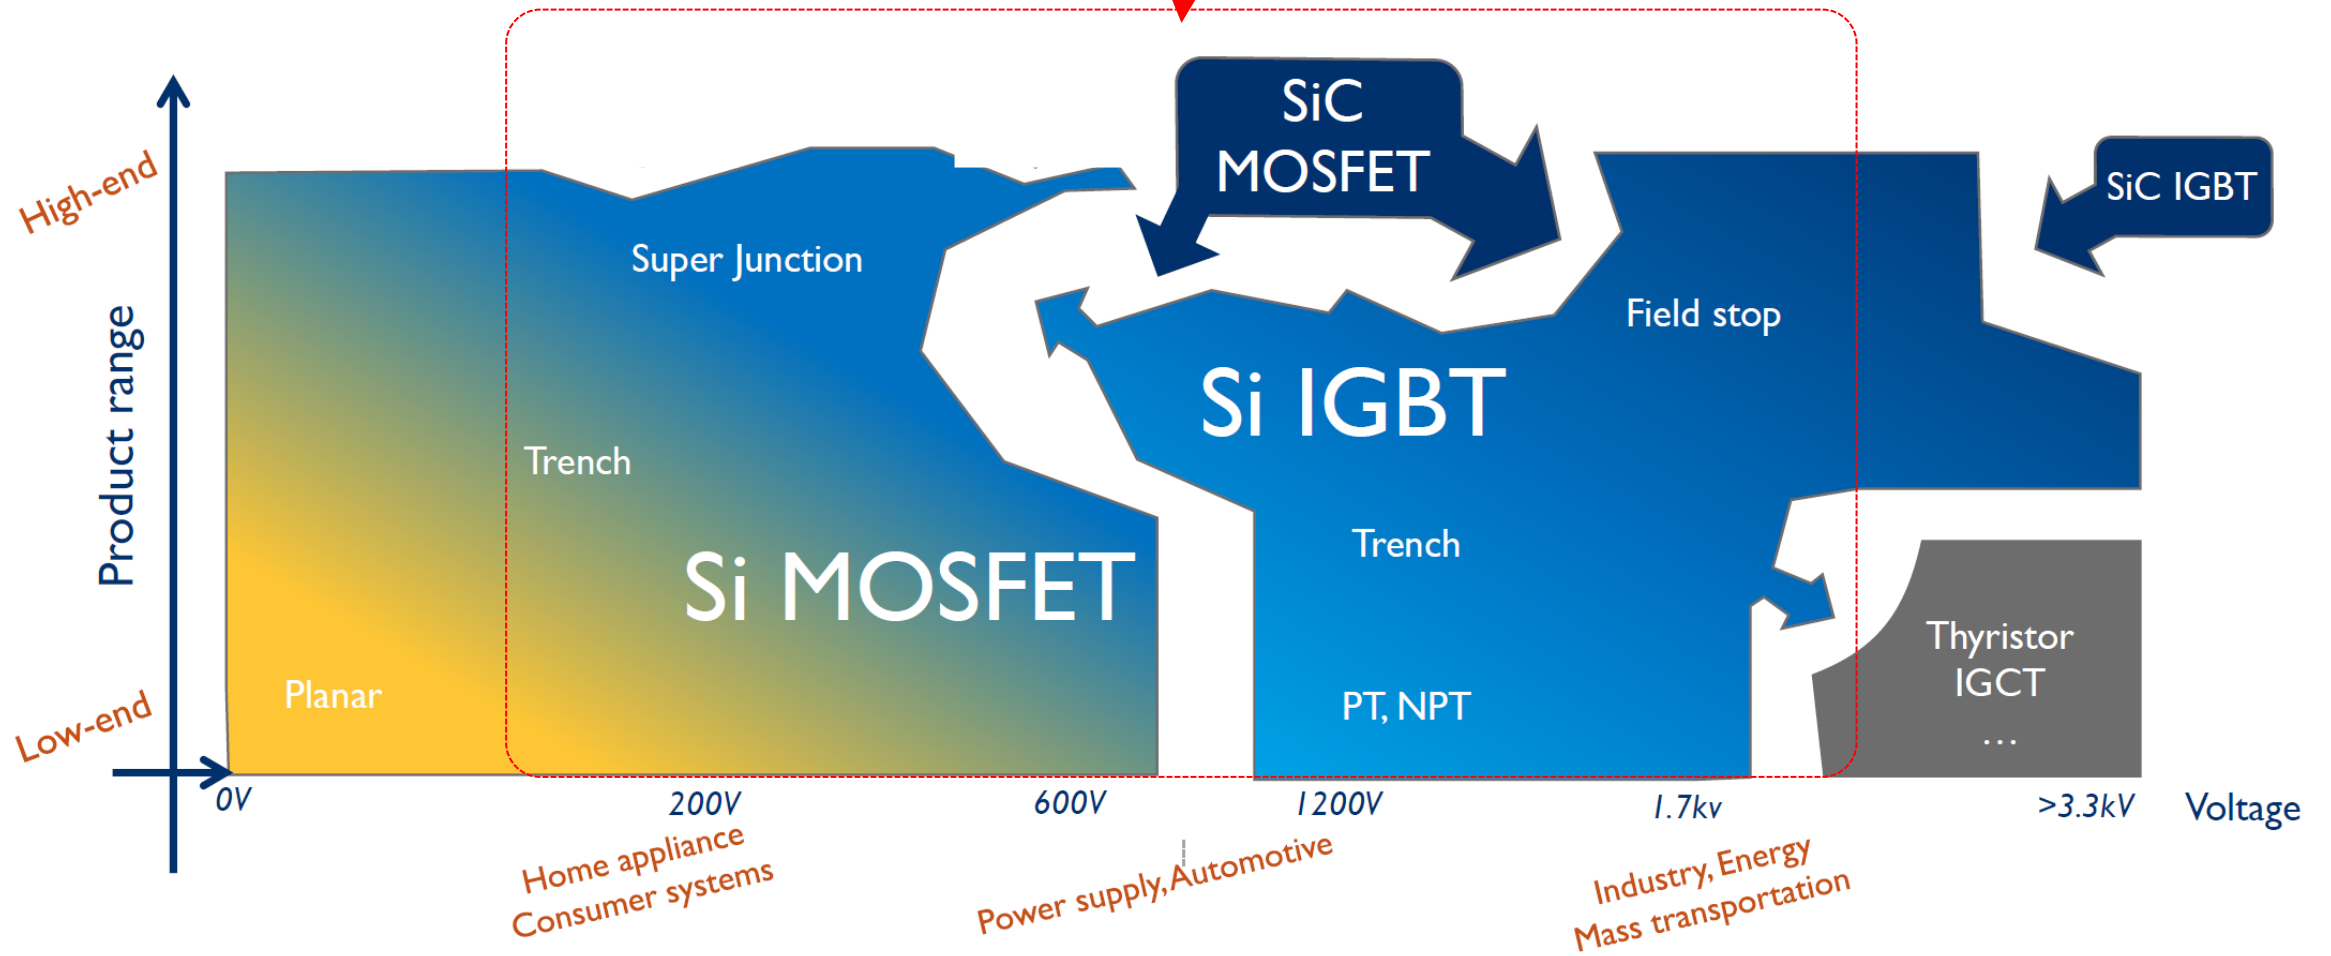 SiC
MOSFET
SiC IGBT
High-end
Super Junction
Field stop
Product range
Si IGBT
Trench
Trench
Si MOSFET
Thyristor
IGCT
...
Planar
PT, NPT
Low-end
0V
200V
600V
1200V
1.7kv
>3.3kV
Voltage
Home appliance
Consumer systems
Power supply, Automotive
Industry, Energy
Mass transportation